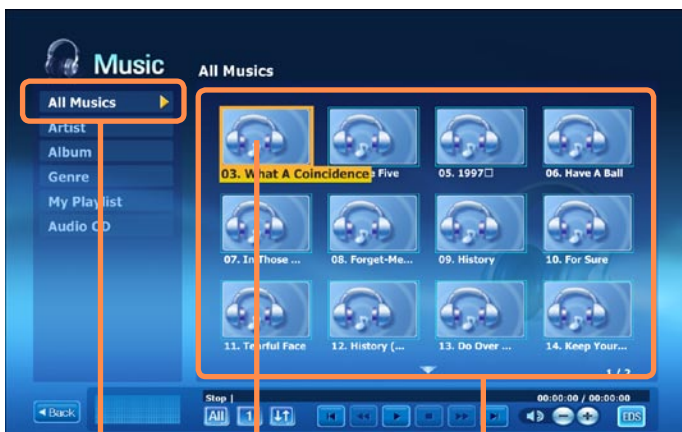 Music
All Musics
All Musics
Artist
Album
Genre
My Playlist
Audio CD
03. What A Coincidence
Five
05. 1997□
06. Have A Ball
07. In Those ...
08. Forget-Me...
09. History
10. For Sure
11. Tearful Face
12. History (...
13. Do Over ...
14. Keep Your...
1 / 2
Back
Stop |
00:00:00 / 00:00:00
All
1
EDS